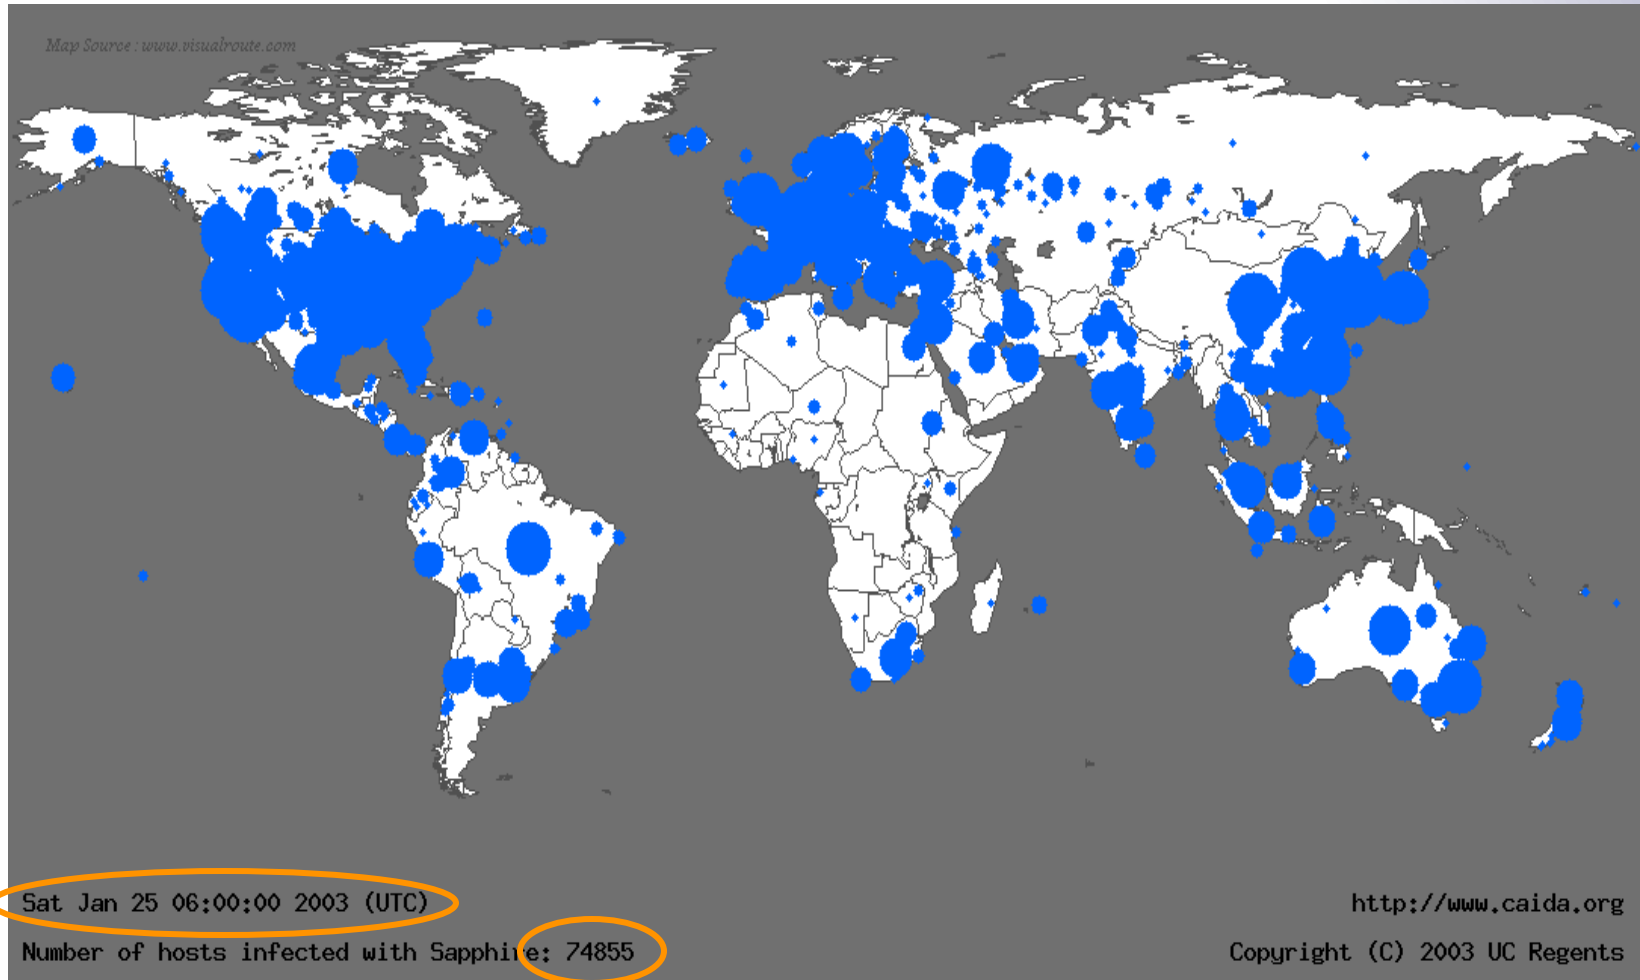 Map Source : www.visualroute.com
Sat Jan 25 06:00:00 2003 (UTC)
http://www.caida.org
Number of hosts infected with Sapphire: 74855
Copyright (C) 2003 UC Regents